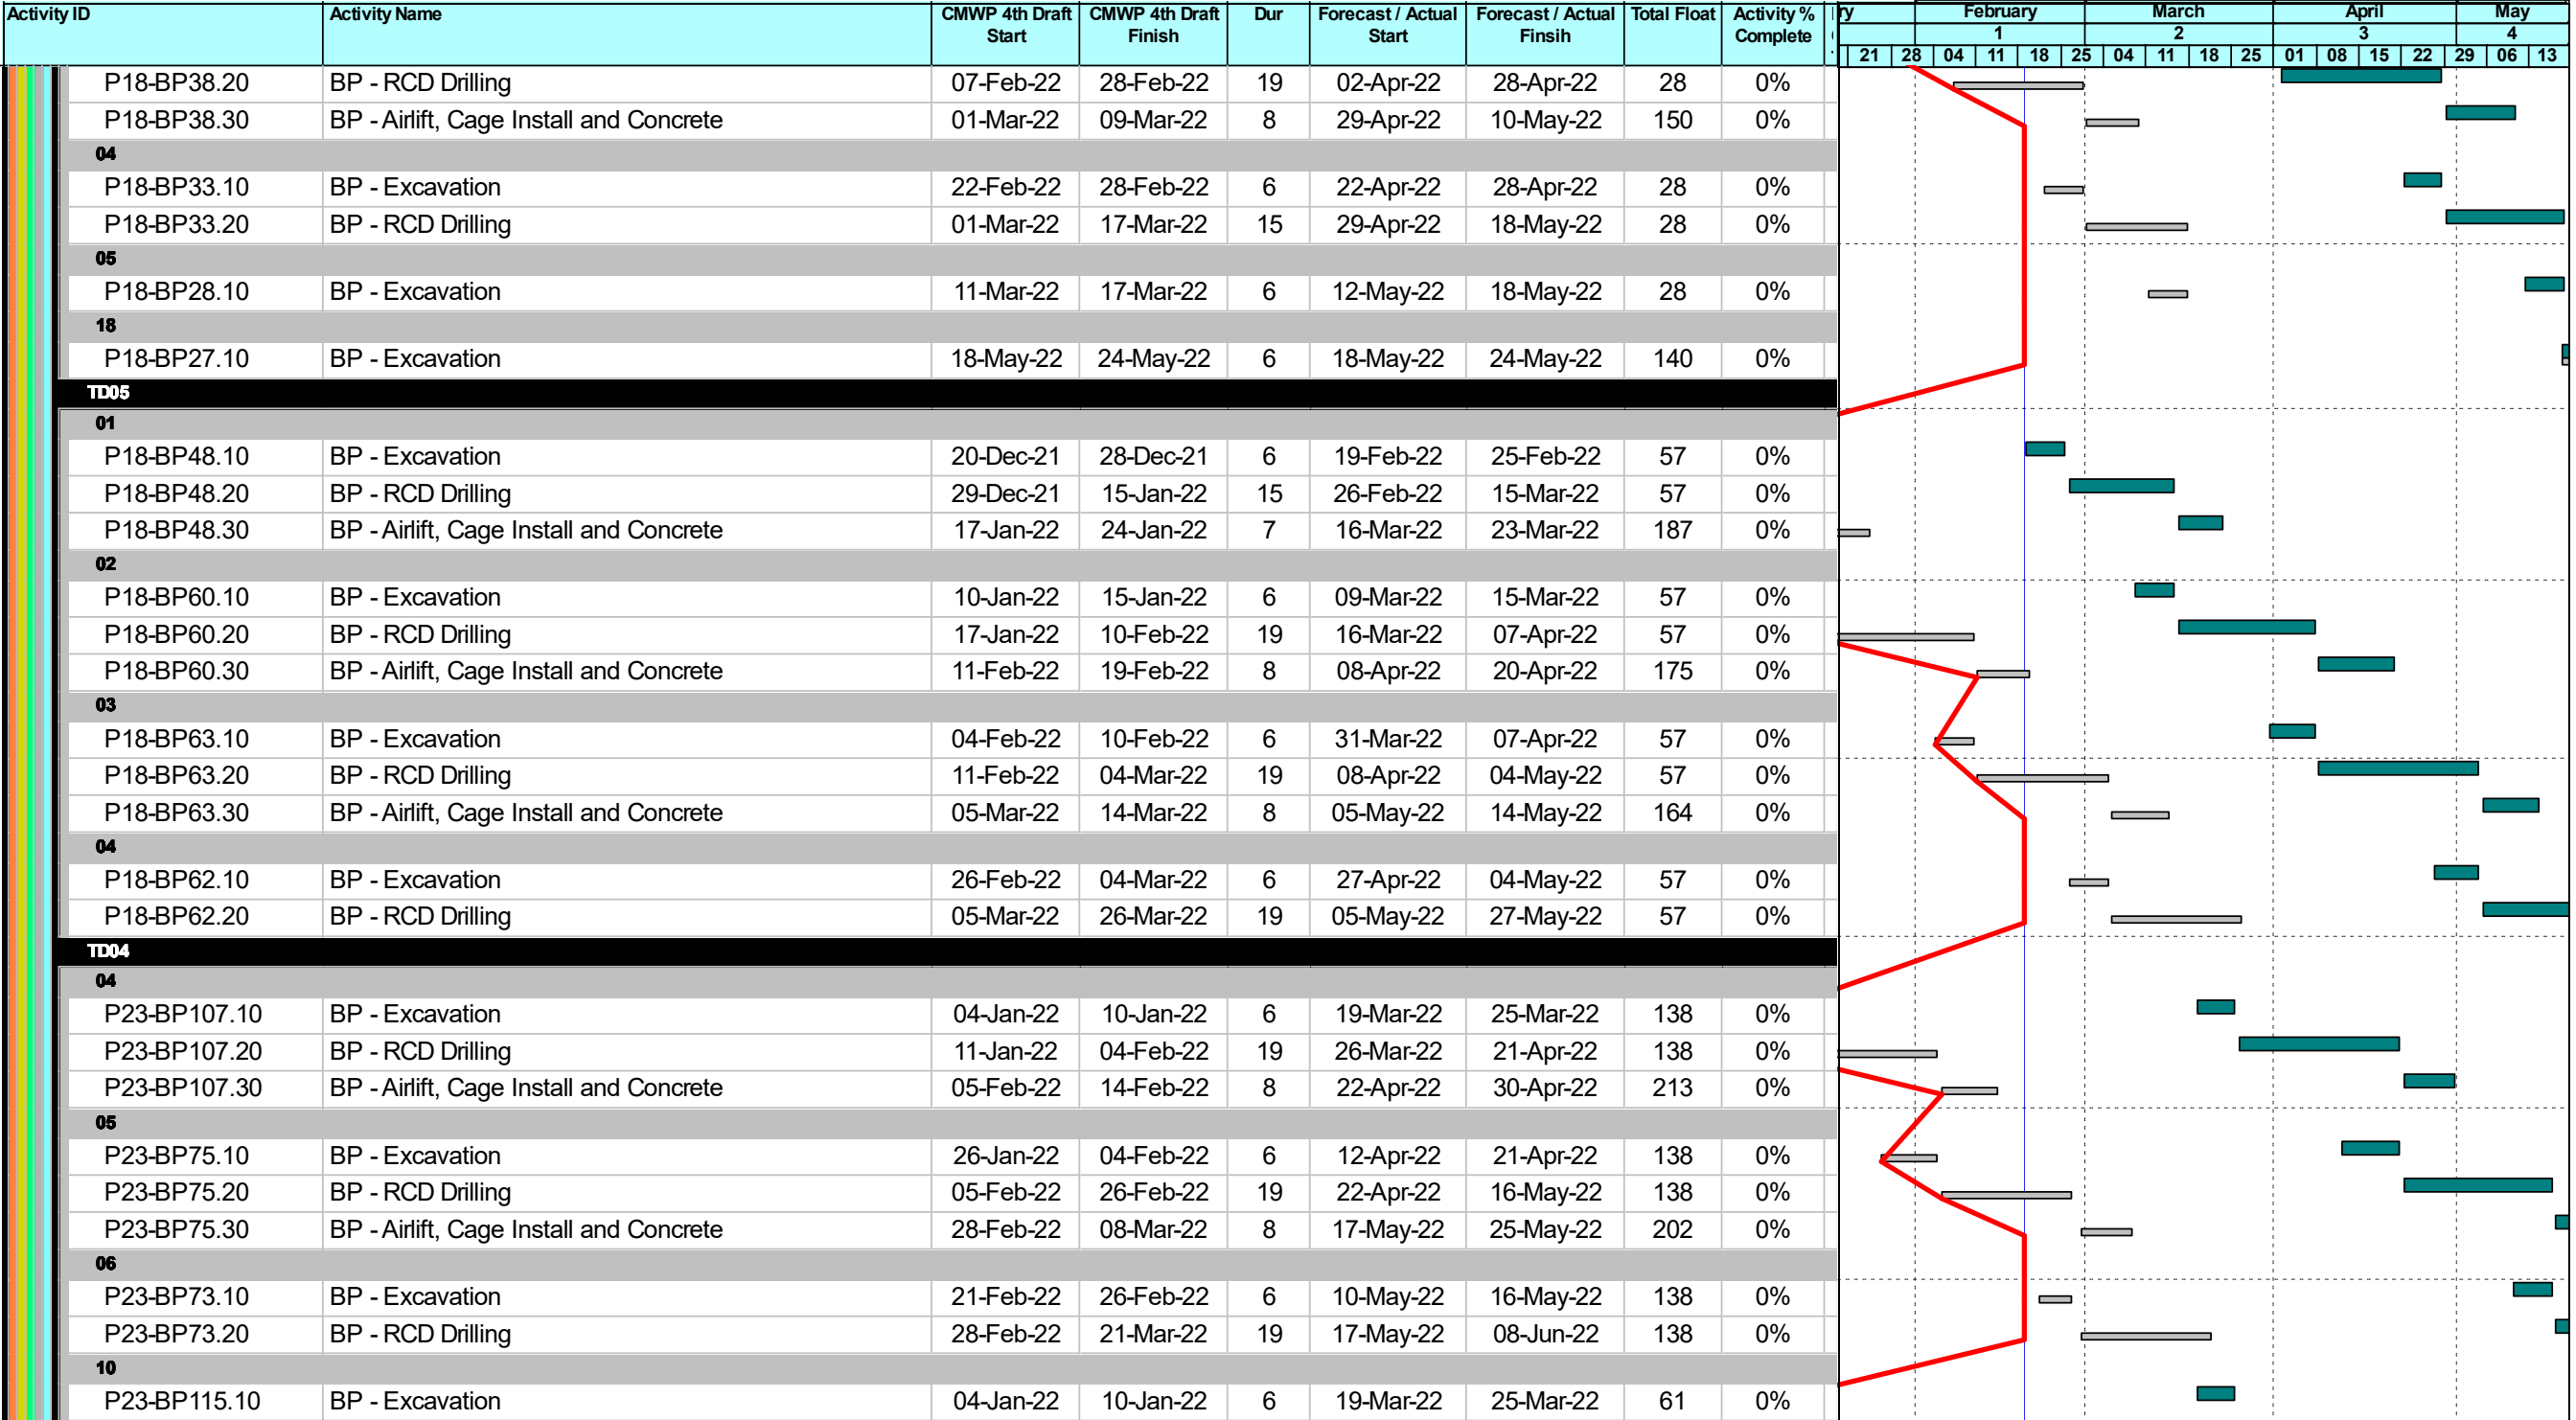 Activity ID Activity Name CMWP 4th Draft Start CMWP 4th Draft Finish Dur Forecast / Actual Start Forecast / Actual Finsih Total Float Activity % Complete ry February March April May
1 2 3 4
21 28 04 11 18 25 04 11 18 25 01 08 15 22 29 06 13
P18-BP38.20 BP - RCD Drilling 07-Feb-22 28-Feb-22 19 02-Apr-22 28-Apr-22 28 0%
P18-BP38.30 BP - Airlift, Cage Install and Concrete 01-Mar-22 09-Mar-22 8 29-Apr-22 10-May-22 150 0%
04
P18-BP33.10 BP - Excavation 22-Feb-22 28-Feb-22 6 22-Apr-22 28-Apr-22 28 0%
P18-BP33.20 BP - RCD Drilling 01-Mar-22 17-Mar-22 15 29-Apr-22 18-May-22 28 0%
05
P18-BP28.10 BP - Excavation 11-Mar-22 17-Mar-22 6 12-May-22 18-May-22 28 0%
18
P18-BP27.10 BP - Excavation 18-May-22 24-May-22 6 18-May-22 24-May-22 140 0%
TD05
01
P18-BP48.10 BP - Excavation 20-Dec-21 28-Dec-21 6 19-Feb-22 25-Feb-22 57 0%
P18-BP48.20 BP - RCD Drilling 29-Dec-21 15-Jan-22 15 26-Feb-22 15-Mar-22 57 0%
P18-BP48.30 BP - Airlift, Cage Install and Concrete 17-Jan-22 24-Jan-22 7 16-Mar-22 23-Mar-22 187 0%
02
P18-BP60.10 BP - Excavation 10-Jan-22 15-Jan-22 6 09-Mar-22 15-Mar-22 57 0%
P18-BP60.20 BP - RCD Drilling 17-Jan-22 10-Feb-22 19 16-Mar-22 07-Apr-22 57 0%
P18-BP60.30 BP - Airlift, Cage Install and Concrete 11-Feb-22 19-Feb-22 8 08-Apr-22 20-Apr-22 175 0%
03
P18-BP63.10 BP - Excavation 04-Feb-22 10-Feb-22 6 31-Mar-22 07-Apr-22 57 0%
P18-BP63.20 BP - RCD Drilling 11-Feb-22 04-Mar-22 19 08-Apr-22 04-May-22 57 0%
P18-BP63.30 BP - Airlift, Cage Install and Concrete 05-Mar-22 14-Mar-22 8 05-May-22 14-May-22 164 0%
04
P18-BP62.10 BP - Excavation 26-Feb-22 04-Mar-22 6 27-Apr-22 04-May-22 57 0%
P18-BP62.20 BP - RCD Drilling 05-Mar-22 26-Mar-22 19 05-May-22 27-May-22 57 0%
TD04
04
P23-BP107.10 BP - Excavation 04-Jan-22 10-Jan-22 6 19-Mar-22 25-Mar-22 138 0%
P23-BP107.20 BP - RCD Drilling 11-Jan-22 04-Feb-22 19 26-Mar-22 21-Apr-22 138 0%
P23-BP107.30 BP - Airlift, Cage Install and Concrete 05-Feb-22 14-Feb-22 8 22-Apr-22 30-Apr-22 213 0%
05
P23-BP75.10 BP - Excavation 26-Jan-22 04-Feb-22 6 12-Apr-22 21-Apr-22 138 0%
P23-BP75.20 BP - RCD Drilling 05-Feb-22 26-Feb-22 19 22-Apr-22 16-May-22 138 0%
P23-BP75.30 BP - Airlift, Cage Install and Concrete 28-Feb-22 08-Mar-22 8 17-May-22 25-May-22 202 0%
06
P23-BP73.10 BP - Excavation 21-Feb-22 26-Feb-22 6 10-May-22 16-May-22 138 0%
P23-BP73.20 BP - RCD Drilling 28-Feb-22 21-Mar-22 19 17-May-22 08-Jun-22 138 0%
10
P23-BP115.10 BP - Excavation 04-Jan-22 10-Jan-22 6 19-Mar-22 25-Mar-22 61 0%